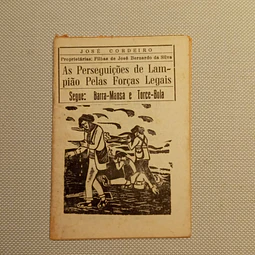 JOSÉ CORDEIRO
Proprietárias: Filhas de José Bernardo da Silva
As Perseguições de Lam-
pião Pelas Forças Legais
Segue: Barra-Mansa e Torce-Bola